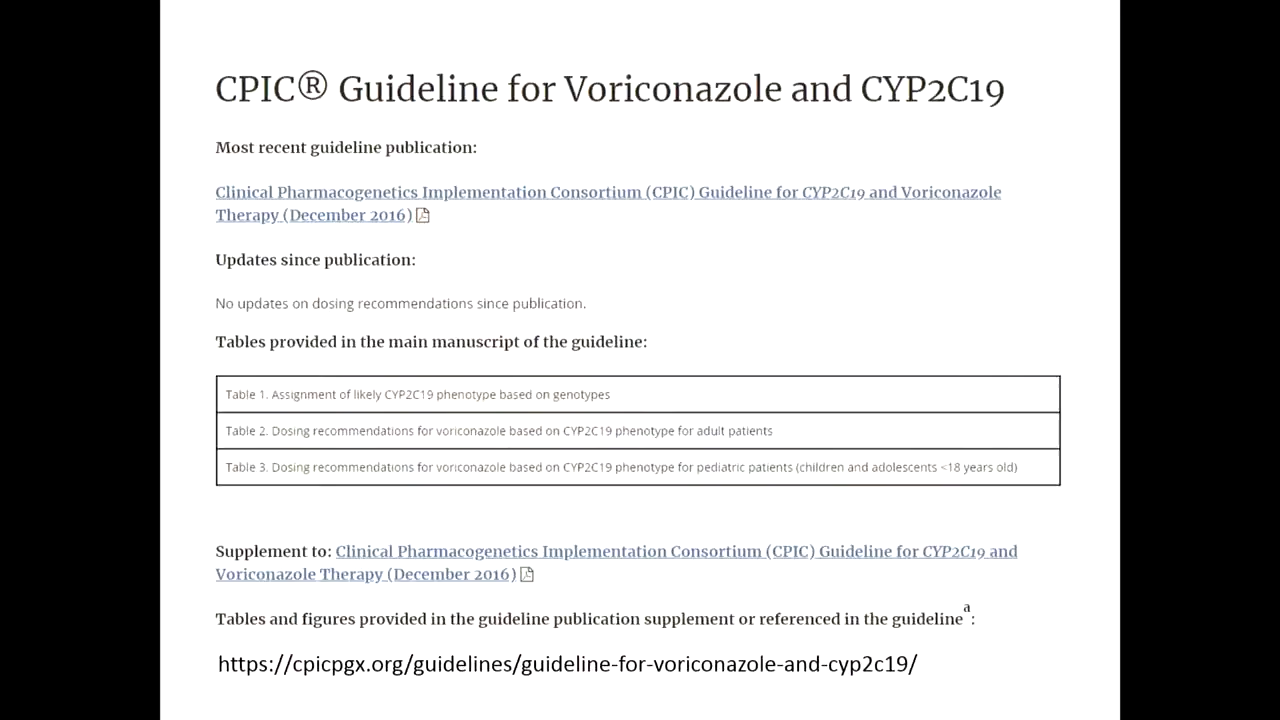 CPIC® Guideline for Voriconazole and CYP2C19
Most recent guideline publication:
Clinical Pharmacogenetics Implementation Consortium (CPIC) Guideline for CYP2C19 and Voriconazole
Therapy (December 2016)
Updates since publication:
No updates on dosing recommendations since publication.
Tables provided in the main manuscript of the guideline:
Table 1. Assignment of likely CYP2C19 phenotype based on genotypes
Table 2. Dosing recommendations for voriconazole based on CYP2C19 phenotype for adult patients
Table 3. Dosing recommendations for voriconazole based on CYP2C19 phenotype for pediatric patients (children and adolescents <18 years old)
Supplement to: Clinical Pharmacogenetics Implementation Consortium (CPIC) Guideline for CYP2C19 and
Voriconazole Therapy (December 2016)
Tables and figures provided in the guideline publication supplement or referenced in the guideline^a:
https://cpicpgx.org/guidelines/guideline-for-voriconazole-and-cyp2c19/